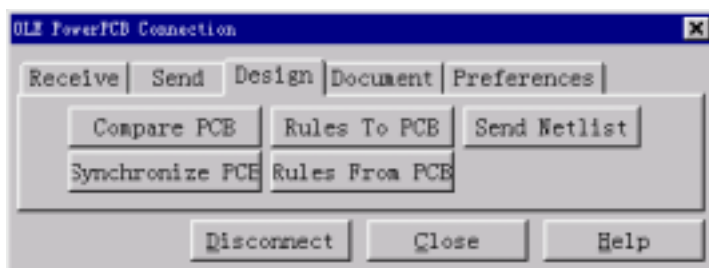 OLE PowerPCB Connection
Receive Send Design Document Preferences
Compare PCB Rules To PCB Send Netlist
Synchronize PCB Rules From PCB
Disconnect Close Help